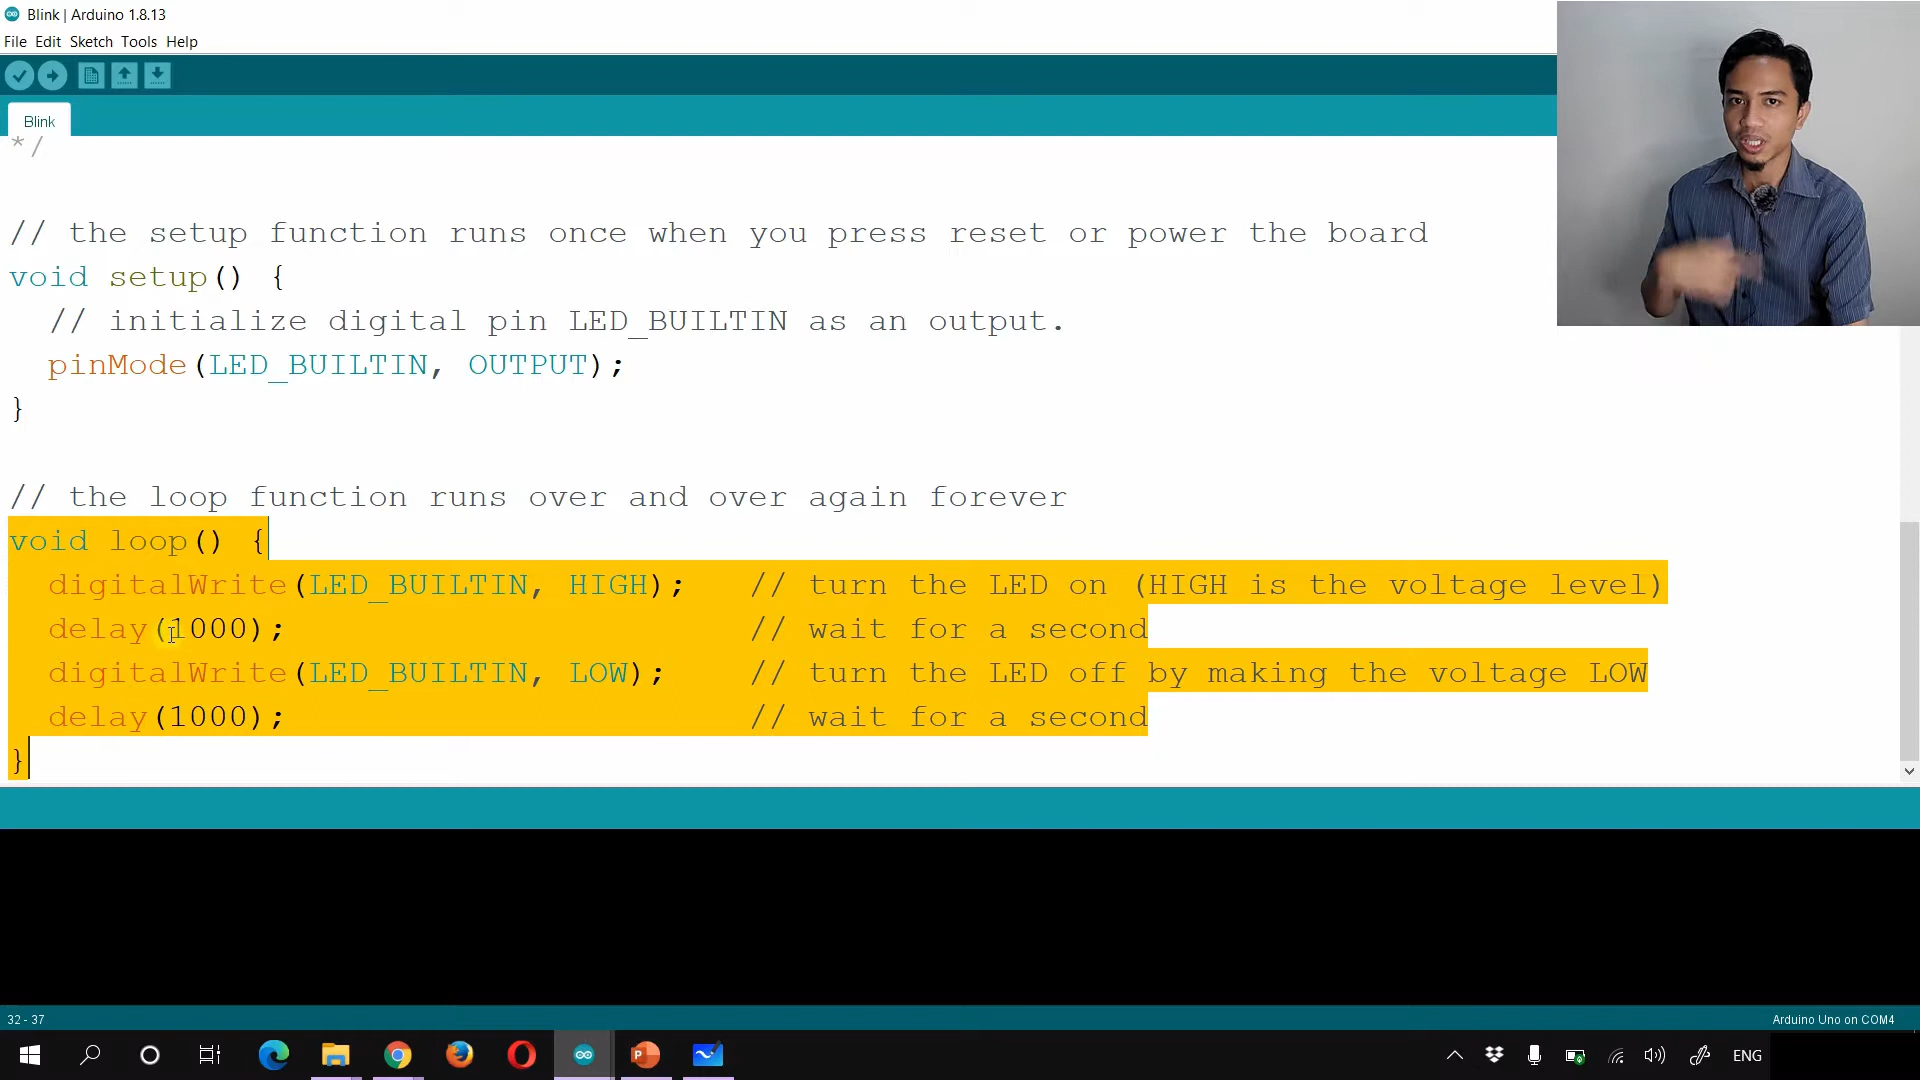 Blink | Arduino 1.8.13
File Edit Sketch Tools Help
Blink
*/
// the setup function runs once when you press reset or power the board
void setup() {
  // initialize digital pin LED_BUILTIN as an output.
  pinMode(LED_BUILTIN, OUTPUT);
}
// the loop function runs over and over again forever
void loop() {
  digitalWrite(LED_BUILTIN, HIGH);   // turn the LED on (HIGH is the voltage level)
  delay(1000);                       // wait for a second
  digitalWrite(LED_BUILTIN, LOW);    // turn the LED off by making the voltage LOW
  delay(1000);                       // wait for a second
}
32 - 37
Arduino Uno on COM4
ENG